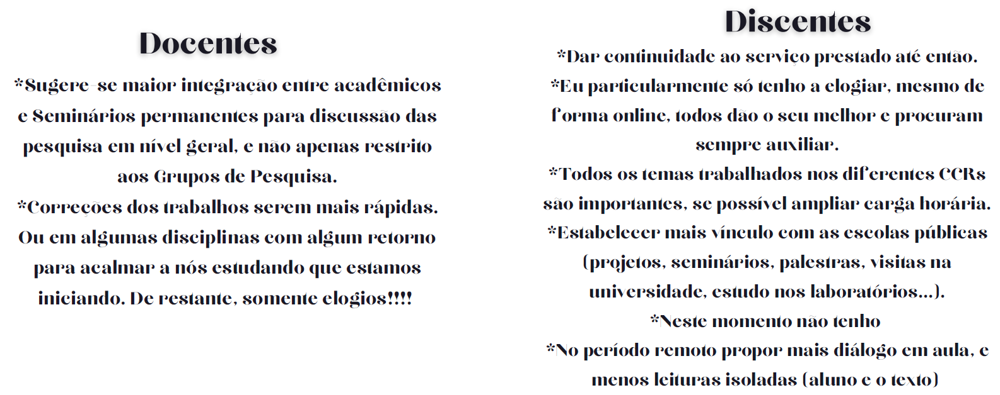 Docentes
*Sugere-se maior integração entre acadêmicos
e Seminários permanentes para discussão das
pesquisa em nível geral, e não apenas restrito
aos Grupos de Pesquisa.
*Correções dos trabalhos serem mais rápidas.
Ou em algumas disciplinas com algum retorno
para acalmar a nós estudando que estamos
iniciando. De restante, somente elogios!!!!
Discentes
*Dar continuidade ao serviço prestado até então.
*Eu particularmente só tenho a elogiar, mesmo de
forma online, todos dão o seu melhor e procuram
sempre auxiliar.
*Todos os temas trabalhados nos diferentes CCRs
são importantes, se possível ampliar carga horária.
*Estabelecer mais vínculo com as escolas públicas
(projetos, seminários, palestras, visitas na
universidade, estudo nos laboratórios...).
*Neste momento não tenho
*No período remoto propor mais diálogo em aula, e
menos leituras isoladas (aluno e o texto)